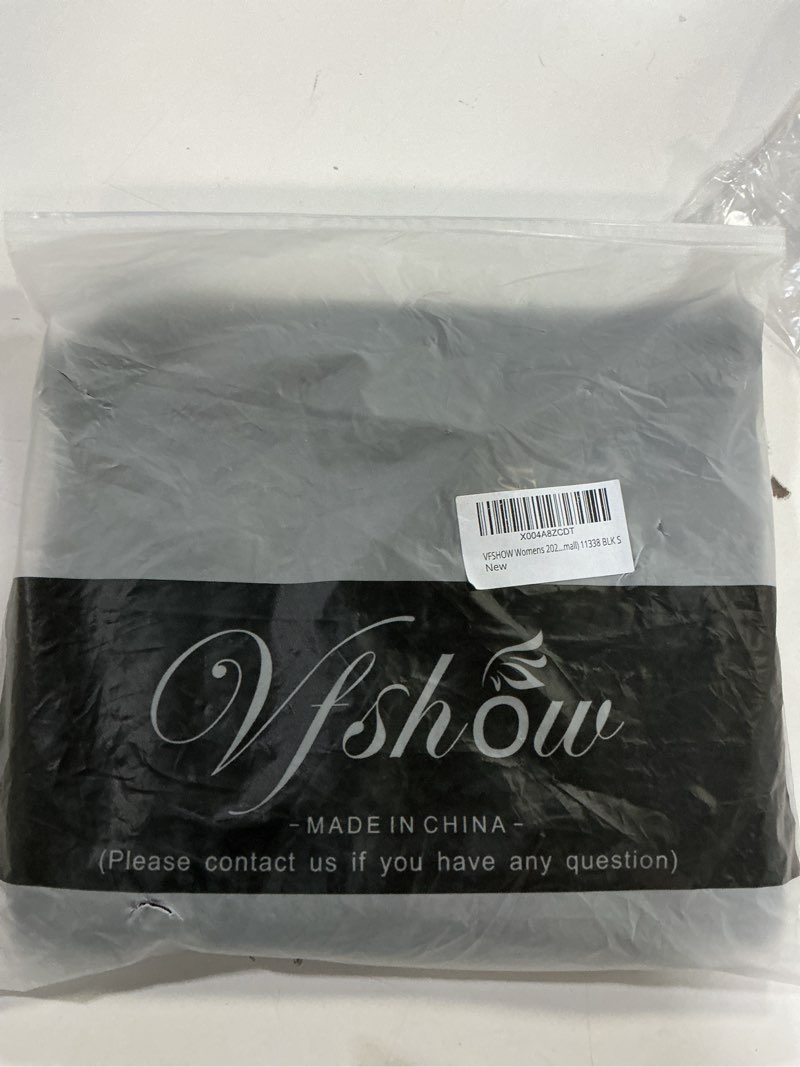 X004A8ZCDT
VFSHOW Womens 202...mall) 11338 BLK S
New
Vfshow
-MADE IN CHINA-
(Please contact us if you have any question)